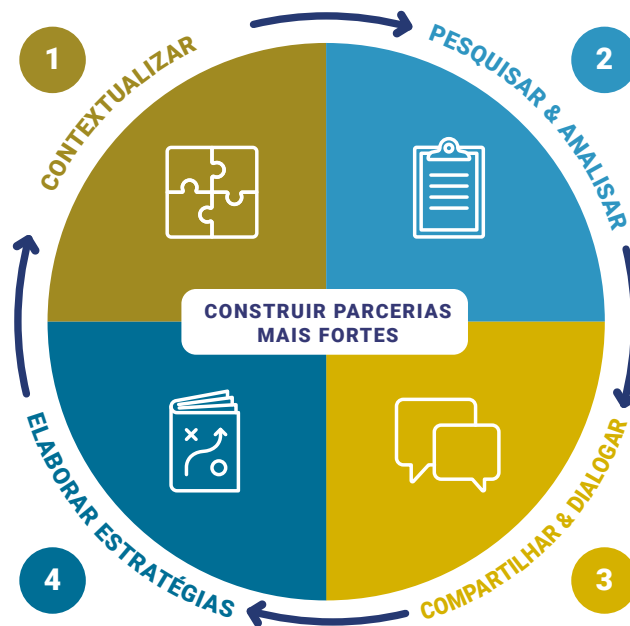 1
CONTEXTUALIZAR
2
PESQUISAR & ANALISAR
CONSTRUIR PARCERIAS
MAIS FORTES
3
COMPARTILHAR & DIALOGAR
4
ELABORAR ESTRATÉGIAS